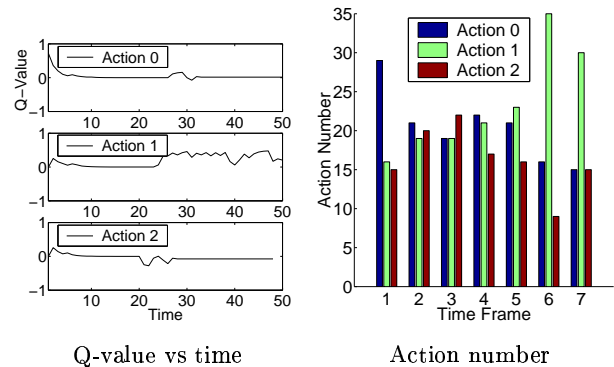 Q-Value
1
0
-1
Action 0
10 20 30 40 50
1
0
-1
Action 1
10 20 30 40 50
1
0
-1
Action 2
10 20 30 40 50
Time
Q-value vs time
Action Number
35
30
25
20
15
10
5
0
Action 0
Action 1
Action 2
1 2 3 4 5 6 7
Time Frame
Action number